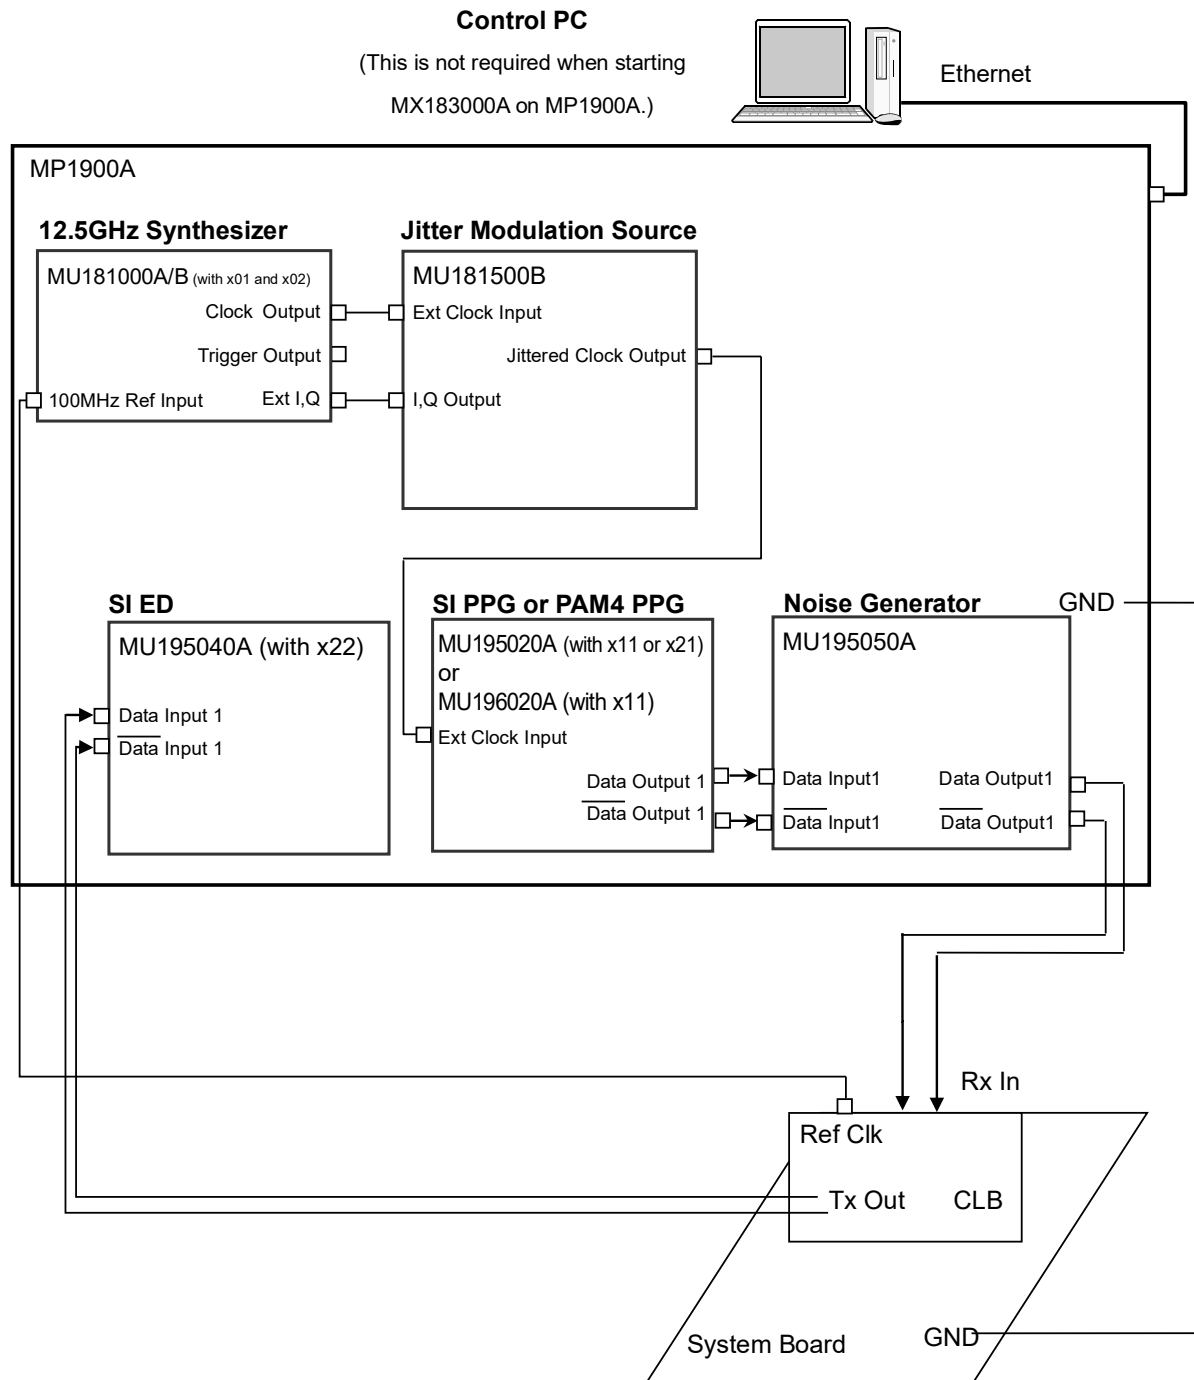 Control PC
(This is not required when starting
MX183000A on MP1900A.)
Ethernet
MP1900A
12.5GHz Synthesizer
MU181000A/B (with x01 and x02)
Clock Output
Trigger Output
100MHz Ref Input
Ext I,Q
Jitter Modulation Source
MU181500B
Ext Clock Input
Jittered Clock Output
I,Q Output
SI ED
MU195040A (with x22)
Data Input 1
Data Input 1
SI PPG or PAM4 PPG
MU195020A (with x11 or x21)
or
MU196020A (with x11)
Ext Clock Input
Data Output 1
Data Output 1
Noise Generator
MU195050A
Data Input1
Data Output1
Data Input1
Data Output1
GND
Rx In
Ref Clk
Tx Out
CLB
System Board
GND